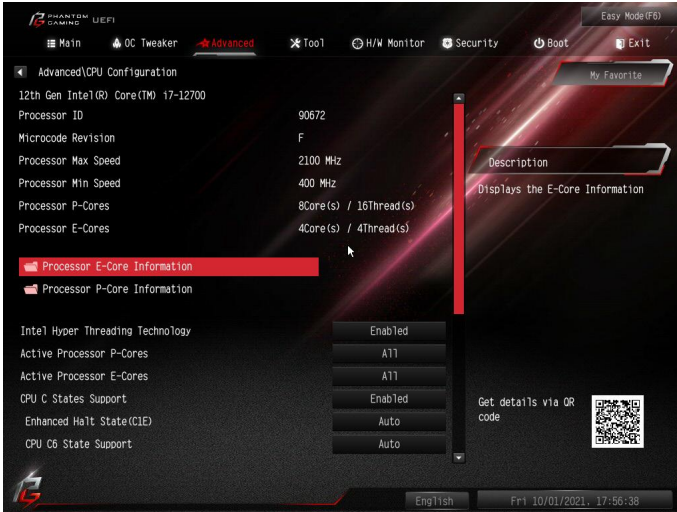 PHANTOM GAMING UEFI
Easy Mode(F6)
Main OC Tweaker Advanced Tool H/W Monitor Security Boot Exit
Advanced\CPU Configuration
My Favorite
12th Gen Intel(R) Core(TM) i7-12700
Processor ID 90672
Microcode Revision F
Processor Max Speed 2100 MHz
Processor Min Speed 400 MHz
Processor P-Cores 8Core(s) / 16Thread(s)
Processor E-Cores 4Core(s) / 4Thread(s)
Processor E-Core Information
Processor P-Core Information
Intel Hyper Threading Technology Enabled
Active Processor P-Cores All
Active Processor E-Cores All
CPU C States Support Enabled
Enhanced Halt State(C1E) Auto
CPU C6 State Support Auto
Description
Displays the E-Core Information
Get details via QR
code
English
Fri 10/01/2021. 17:56:38